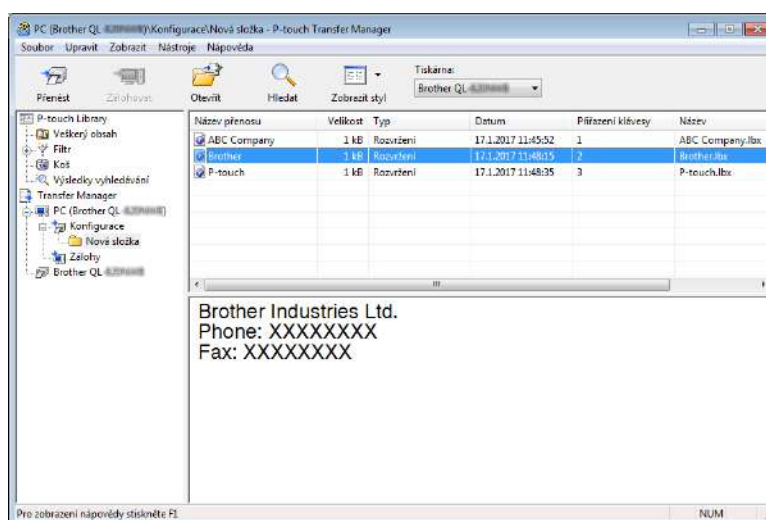 PC (Brother QL )\Konfigurace\Nová složka - P-touch Transfer Manager
Soubor Upravit Zobrazit Nástroje Nápověda
Přenést Zálohovat Otevřít Hledat Zobrazit styl
Tiskárna:
Brother QL
P-touch Library
Veškerý obsah
Filtr
Koš
Výsledky vyhledávání
Transfer Manager
PC (Brother QL )
Konfigurace
Nová složka
Zálohy
Brother QL
Název přenosu Velikost Typ Datum Přiřazení klávesy Název
ABC Company 1 kB Rozvržení 17.1.2017 11:45:52 1 ABC Company.lbx
Brother 1 kB Rozvržení 17.1.2017 11:48:15 2 Brother.lbx
P-touch 1 kB Rozvržení 17.1.2017 11:48:35 3 P-touch.lbx
Brother Industries Ltd.
Phone: XXXXXXXX
Fax: XXXXXXXX
Pro zobrazení nápovědy stiskněte F1
NUM